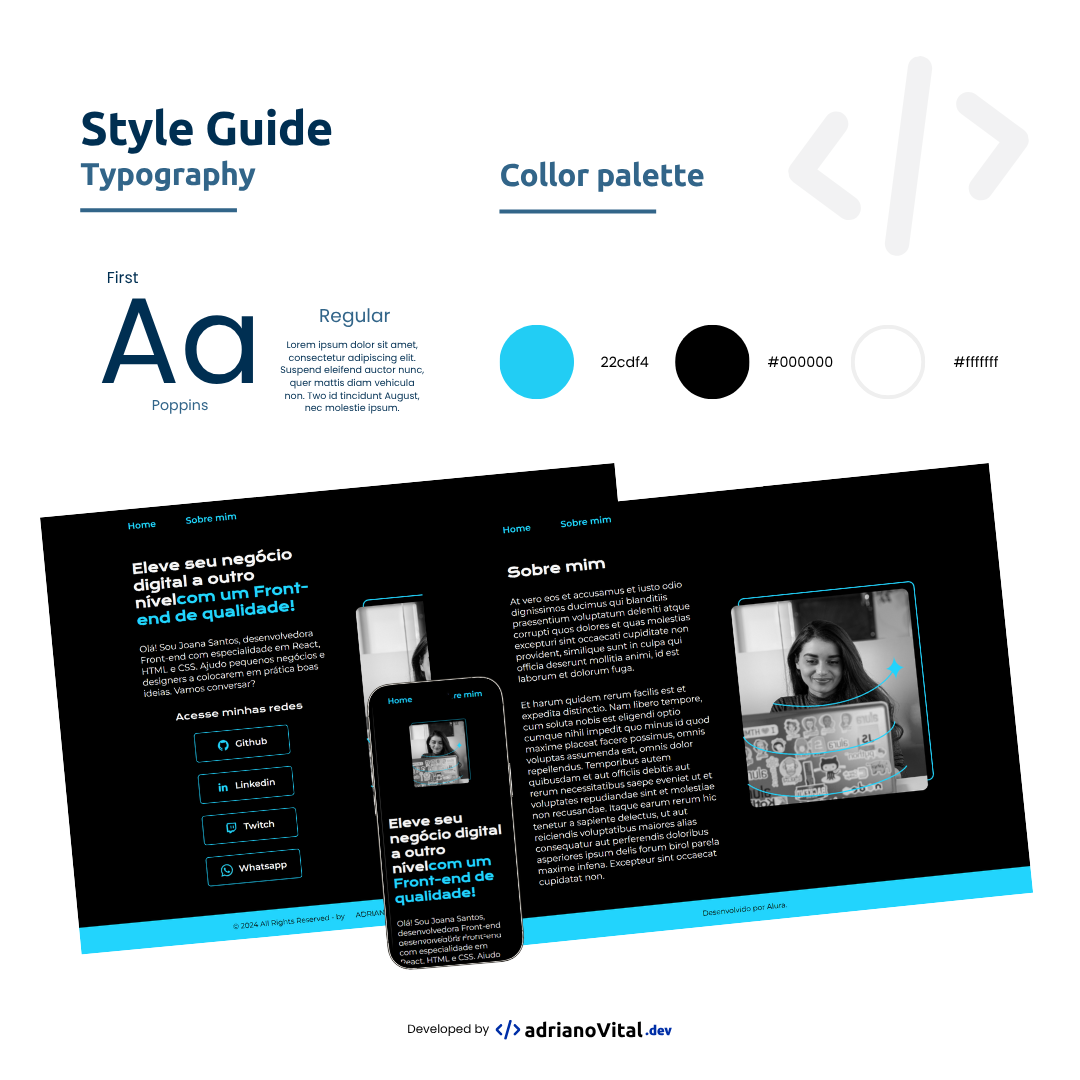 Style Guide
Typography
Collor palette
First
Aa
Poppins
Regular
Lorem ipsum dolor sit amet,
consectetur adipiscing elit.
Suspend eleifend auctor nunc,
quer mattis diam vehicula
non. Two id tincidunt August,
nec molestie ipsum.
22cdf4
#000000
#fffffff
Home
Sobre mim
Eleve seu negócio
digital a outro
nívelcom um Front-
end de qualidade!
Olá! Sou Joana Santos, desenvolvedora
Front-end com especialidade em React,
HTML e CSS. Ajudo pequenos negócios e
designers a colocarem em prática boas
ideias. Vamos conversar?
Acesse minhas redes
Github
Linkedin
Twitch
Whatsapp
© 2024 All Rights Reserved - by ADRIAN
Home
re mim
Eleve seu
negócio digital
a outro
nívelcom um
Front-end de
qualidade!
Olá! Sou Joana Santos,
desenvolvedora Front-end
com especialidade em
React, HTML e CSS. Ajudo
Home
Sobre mim
Sobre mim
At vero eos et accusamus et iusto odio
dignissimos ducimus qui blanditiis
praesentium voluptatum deleniti atque
corrupti quos dolores et quas molestias
excepturi sint occaecati cupiditate non
provident, similique sunt in culpa qui
officia deserunt mollitia animi, id est
laborum et dolorum fuga.
Et harum quidem rerum facilis est et
expedita distinctio. Nam libero tempore,
cum soluta nobis est eligendi optio
cumque nihil impedit quo minus id quod
maxime placeat facere possimus, omnis
voluptas assumenda est, omnis dolor
repellendus. Temporibus autem
quibusdam et aut officiis debitis aut
rerum necessitatibus saepe eveniet ut et
voluptates repudiandae sint et molestiae
non recusandae. Itaque earum rerum hic
tenetur a sapiente delectus, ut aut
reiciendis voluptatibus maiores alias
consequatur aut perferendis doloribus
asperiores ipsum delis forum birol parela
maxime infena. Excepteur sint occaecat
cupidatat non.
Desenvolvido por Alura.
Developed by </> adrianoVital.dev